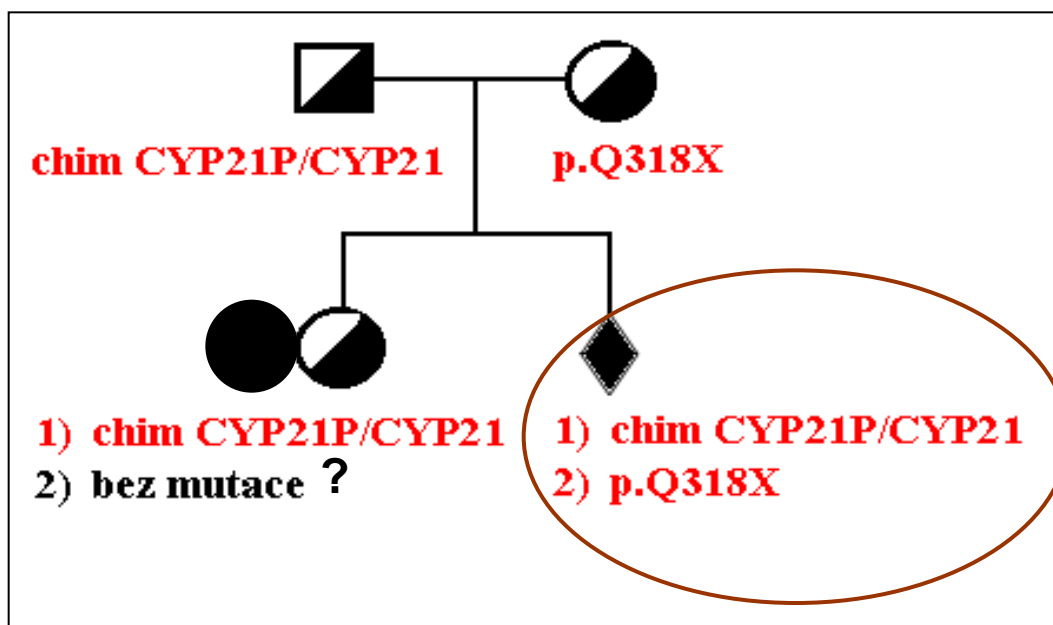 chim CYP21P/CYP21
p.Q318X
1) chim CYP21P/CYP21
2) bez mutace ?
1) chim CYP21P/CYP21
2) p.Q318X